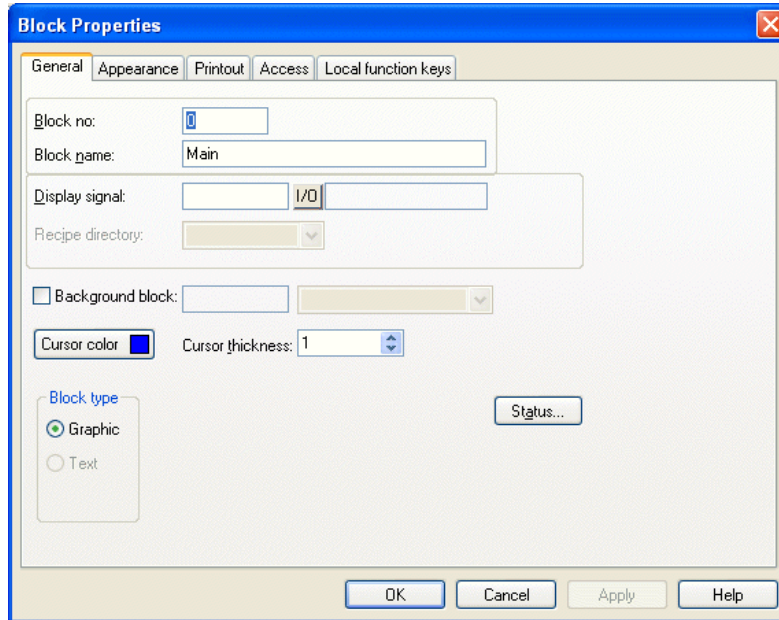 Block Properties
General Appearance Printout Access Local function keys
Block no: 0
Block name: Main
Display signal: I/O
Recipe directory:
Background block:
Cursor color Cursor thickness: 1
Block type
Graphic
Status...
Text
OK Cancel Apply Help